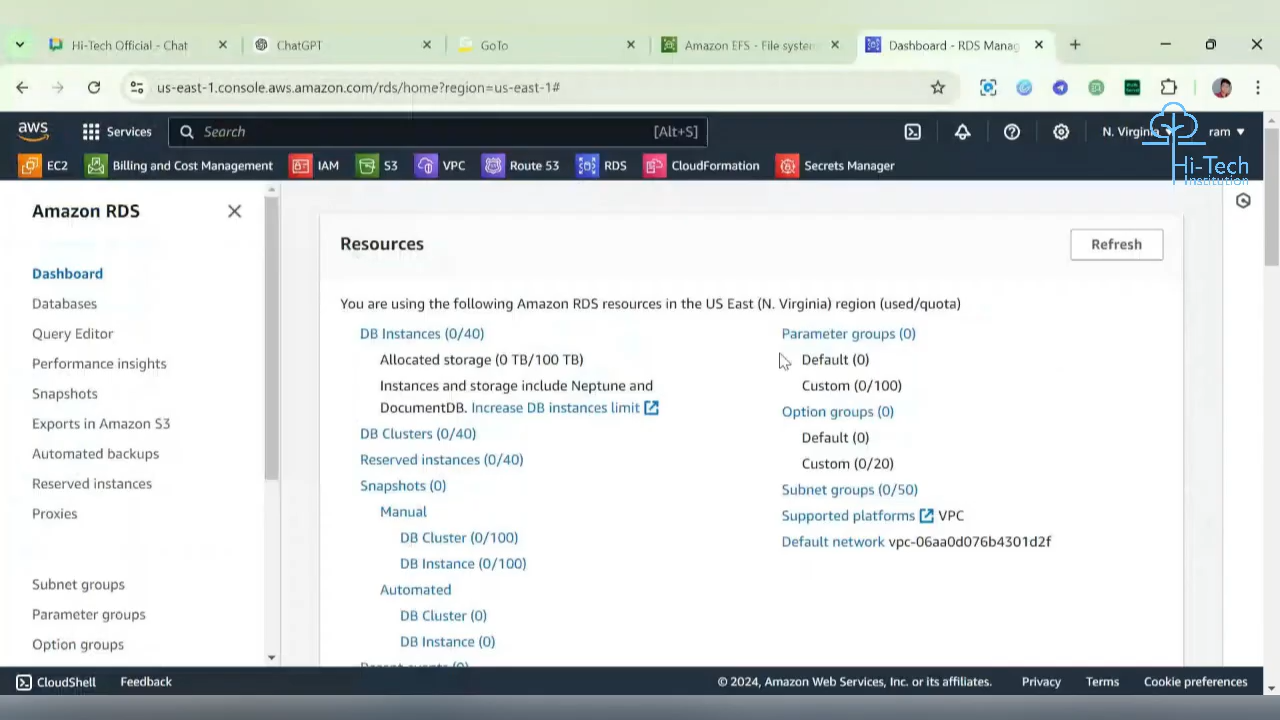 Hi-Tech Official - Chat
ChatGPT
GoTo
Amazon EFS - File system
Dashboard - RDS Manag
us-east-1.console.aws.amazon.com/rds/home?region=us-east-1#
aws
Services
Search
[Alt+S]
N. Virginia
ram
EC2
Billing and Cost Management
IAM
S3
VPC
Route 53
RDS
CloudFormation
Secrets Manager
Hi-Tech
Institution
Amazon RDS
Dashboard
Databases
Query Editor
Performance insights
Snapshots
Exports in Amazon S3
Automated backups
Reserved instances
Proxies
Subnet groups
Parameter groups
Option groups
Resources
Refresh
You are using the following Amazon RDS resources in the US East (N. Virginia) region (used/quota)
DB Instances (0/40)
Allocated storage (0 TB/100 TB)
Instances and storage include Neptune and
DocumentDB. Increase DB instances limit
DB Clusters (0/40)
Reserved instances (0/40)
Snapshots (0)
Manual
DB Cluster (0/100)
DB Instance (0/100)
Automated
DB Cluster (0)
DB Instance (0)
Recent events (0)
Parameter groups (0)
Default (0)
Custom (0/100)
Option groups (0)
Default (0)
Custom (0/20)
Subnet groups (0/50)
Supported platforms VPC
Default network vpc-06aa0d076b4301d2f
CloudShell
Feedback
© 2024, Amazon Web Services, Inc. or its affiliates.
Privacy
Terms
Cookie preferences